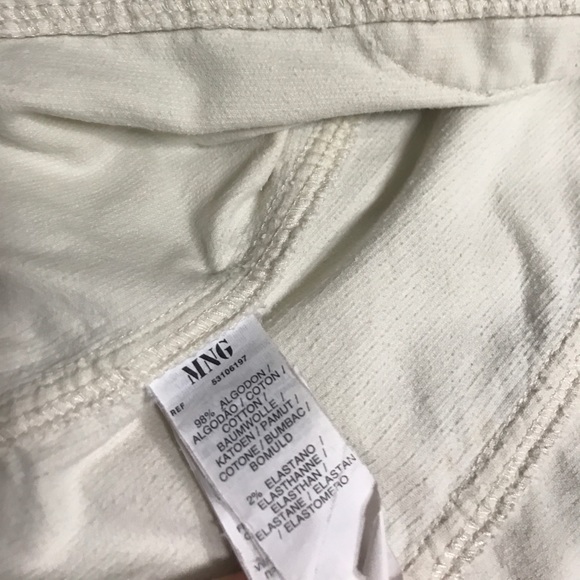 MNG
REF 53106197
98% ALGODON /
ALGODÃO / COTON /
COTTON /
BAUMWOLLE /
KATOEN / PAMUT /
COTONE / BUMBAC /
BOMULD
2% ELASTANO /
ELASTHANNE /
ELASTHAN /
ELASTANE / ELASTAN
/ ELASTOMERO